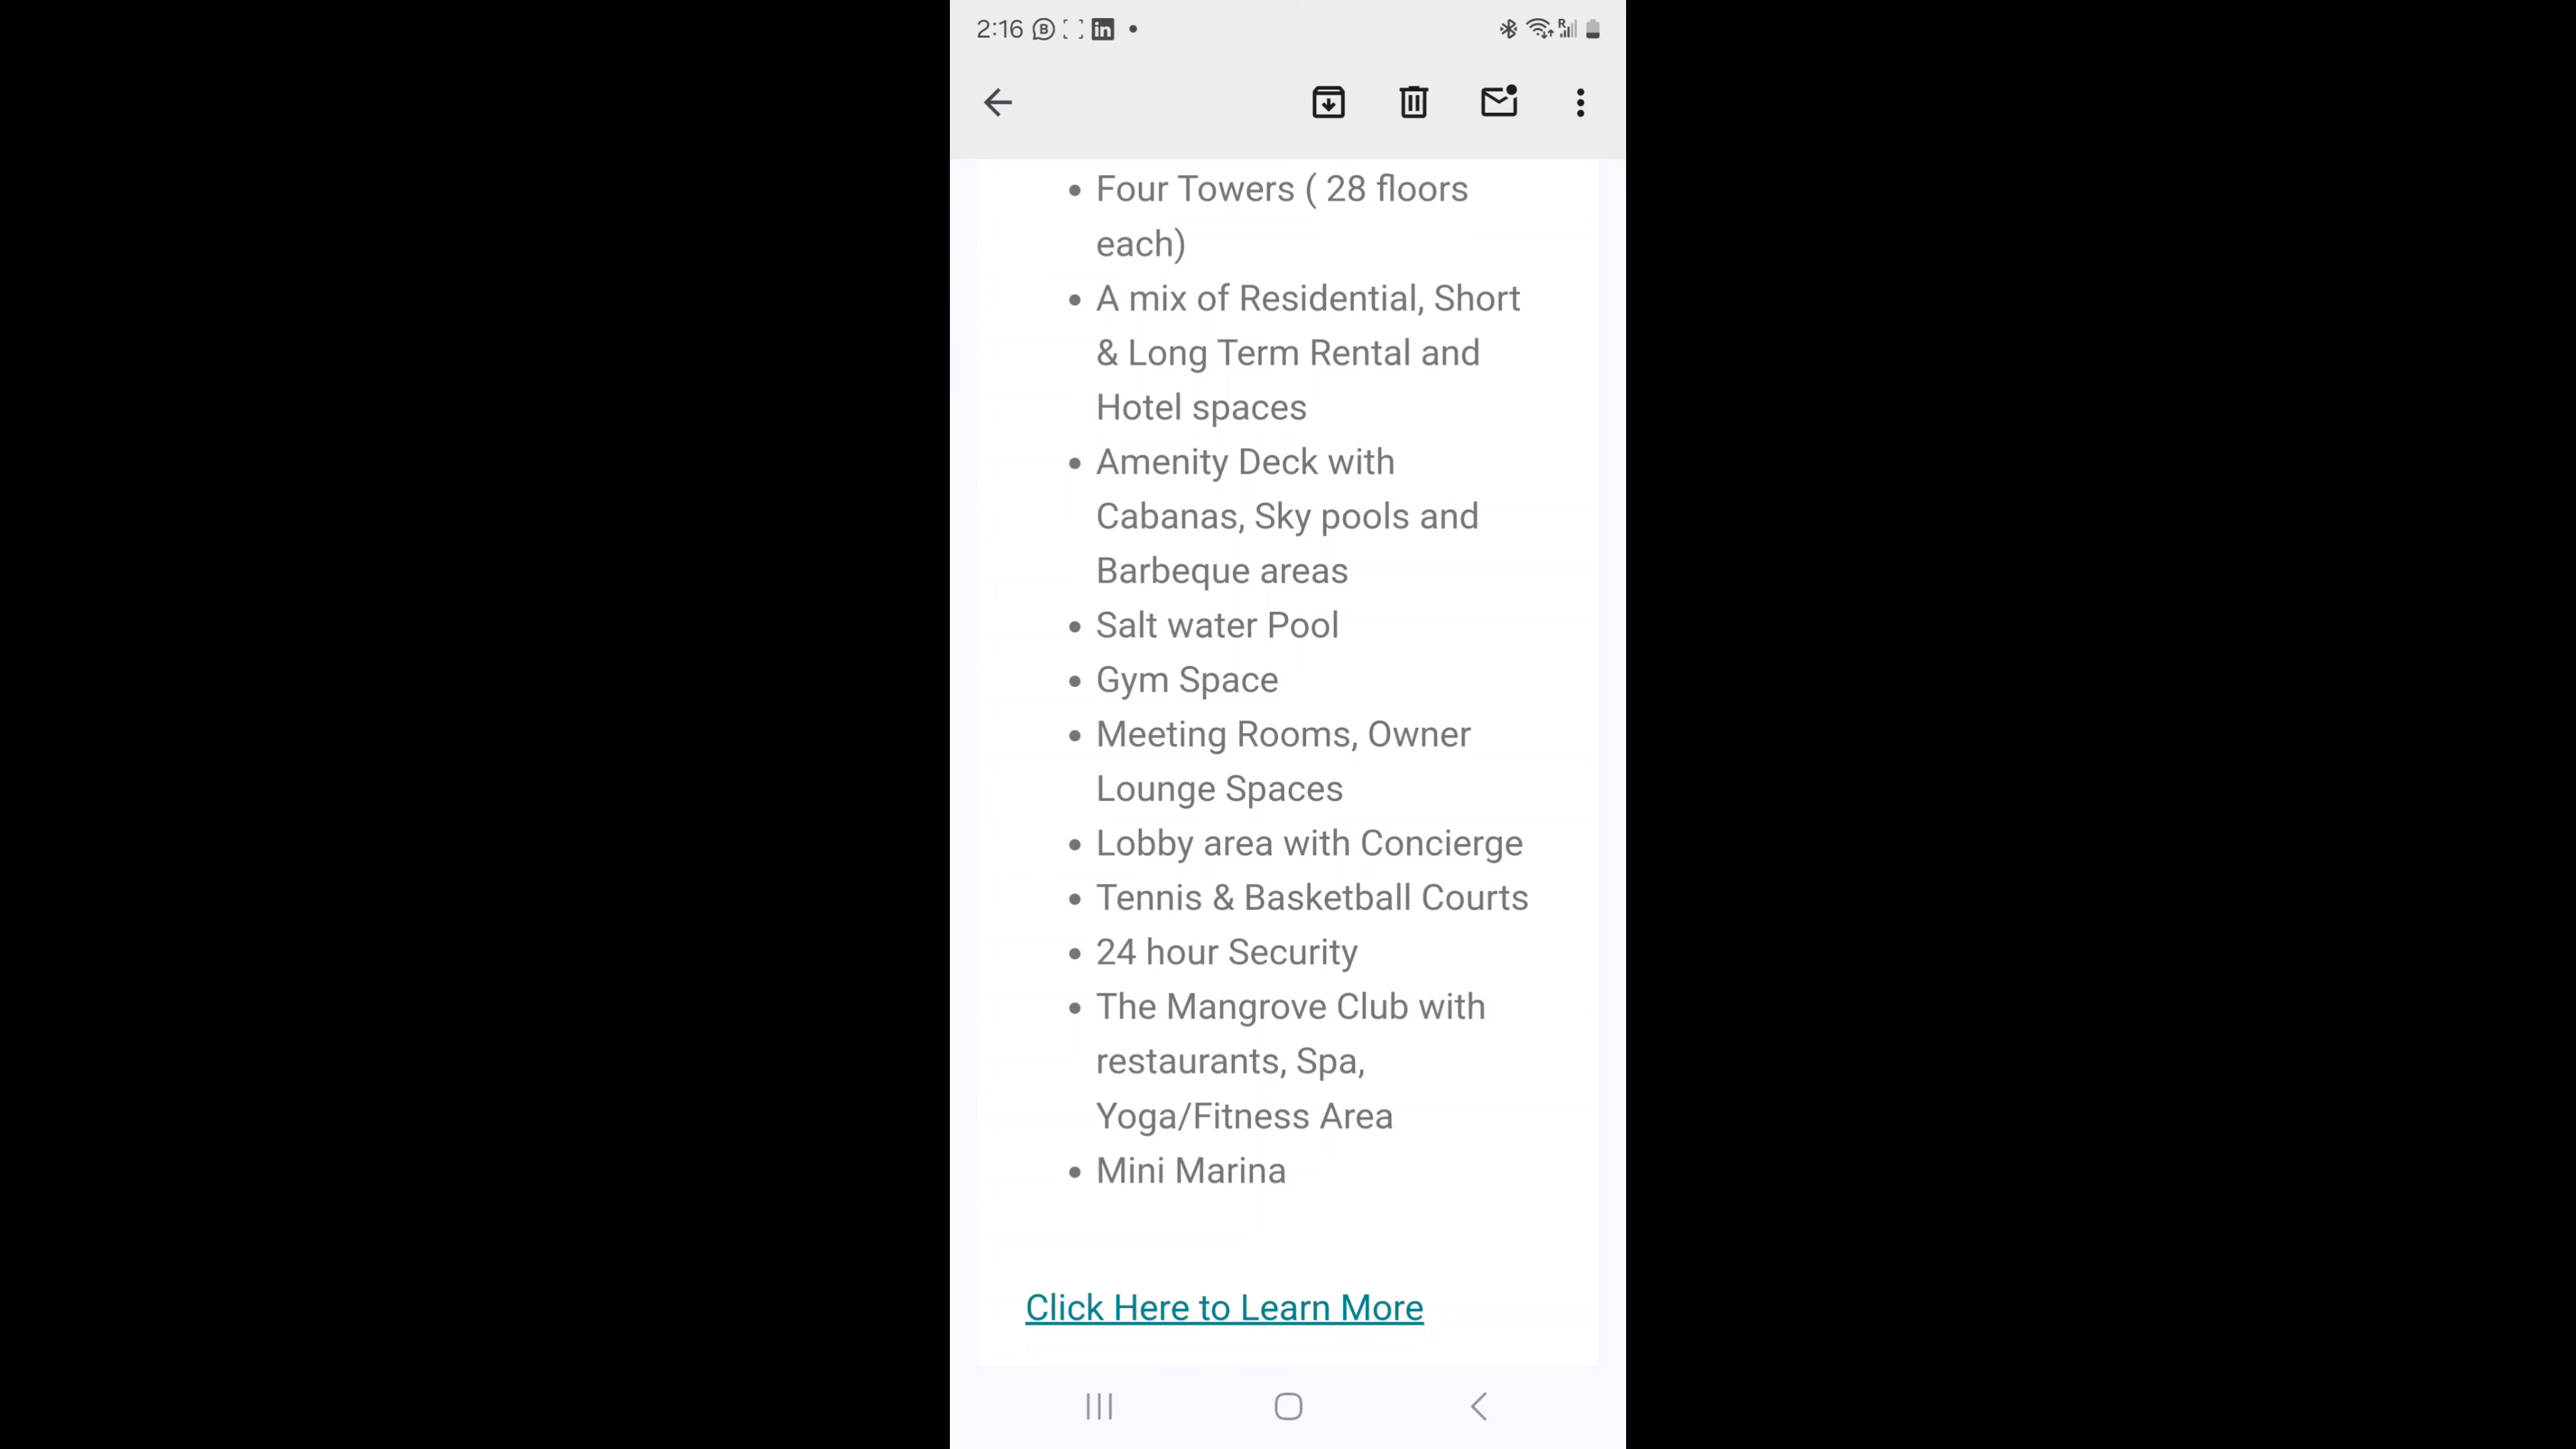 2:16
Four Towers ( 28 floors
each)
A mix of Residential, Short
& Long Term Rental and
Hotel spaces
Amenity Deck with
Cabanas, Sky pools and
Barbeque areas
Salt water Pool
Gym Space
Meeting Rooms, Owner
Lounge Spaces
Lobby area with Concierge
Tennis & Basketball Courts
24 hour Security
The Mangrove Club with
restaurants, Spa,
Yoga/Fitness Area
Mini Marina
Click Here to Learn More